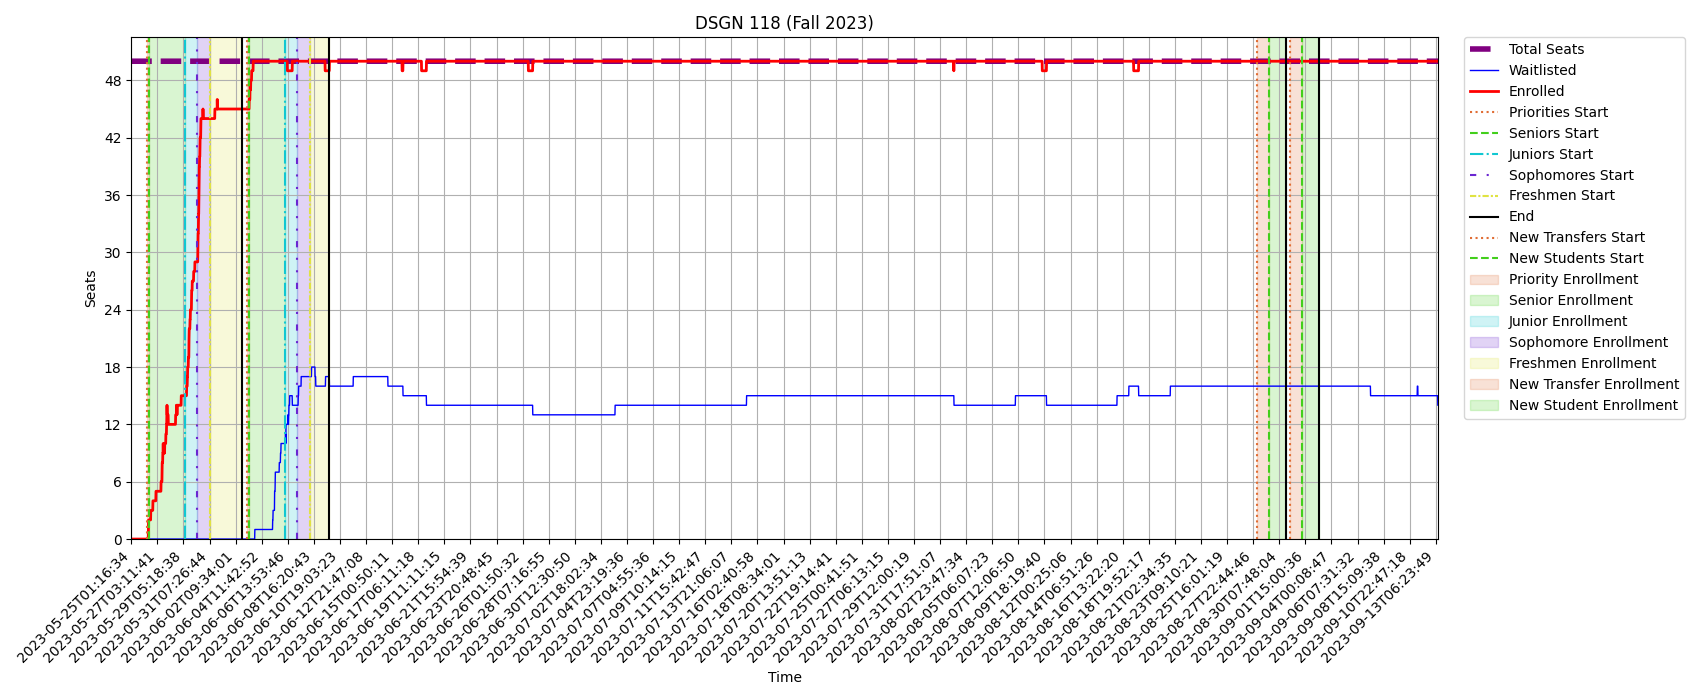 DSGN 118 (Fall 2023)
Seats
48
42
36
30
24
18
12
6
0
2023-05-25T01:16:34
2023-05-27T03:11:41
2023-05-29T05:18:38
2023-05-31T07:26:44
2023-06-02T09:34:01
2023-06-04T11:42:52
2023-06-06T13:53:46
2023-06-08T16:20:43
2023-06-10T19:03:23
2023-06-12T21:47:08
2023-06-15T00:50:11
2023-06-17T06:11:18
2023-06-19T11:11:15
2023-06-21T15:54:39
2023-06-23T20:48:45
2023-06-26T01:50:32
2023-06-28T07:16:55
2023-06-30T12:30:50
2023-07-02T18:02:34
2023-07-04T23:19:36
2023-07-07T04:55:36
2023-07-09T10:14:15
2023-07-11T15:42:47
2023-07-13T21:06:07
2023-07-16T02:40:58
2023-07-18T08:34:01
2023-07-20T13:51:13
2023-07-22T19:14:41
2023-07-25T00:41:51
2023-07-27T06:13:15
2023-07-29T12:00:19
2023-07-31T17:51:07
2023-08-02T23:47:34
2023-08-05T06:07:23
2023-08-07T12:06:50
2023-08-09T18:19:40
2023-08-12T00:25:06
2023-08-14T06:51:26
2023-08-16T13:22:20
2023-08-18T19:52:17
2023-08-21T02:34:35
2023-08-23T09:10:21
2023-08-25T16:01:19
2023-08-27T22:44:46
2023-08-30T07:48:04
2023-09-01T15:00:36
2023-09-04T00:08:47
2023-09-06T07:31:32
2023-09-08T15:09:38
2023-09-10T22:47:18
2023-09-13T06:23:49
Time
Total Seats
Waitlisted
Enrolled
Priorities Start
Seniors Start
Juniors Start
Sophomores Start
Freshmen Start
End
New Transfers Start
New Students Start
Priority Enrollment
Senior Enrollment
Junior Enrollment
Sophomore Enrollment
Freshmen Enrollment
New Transfer Enrollment
New Student Enrollment